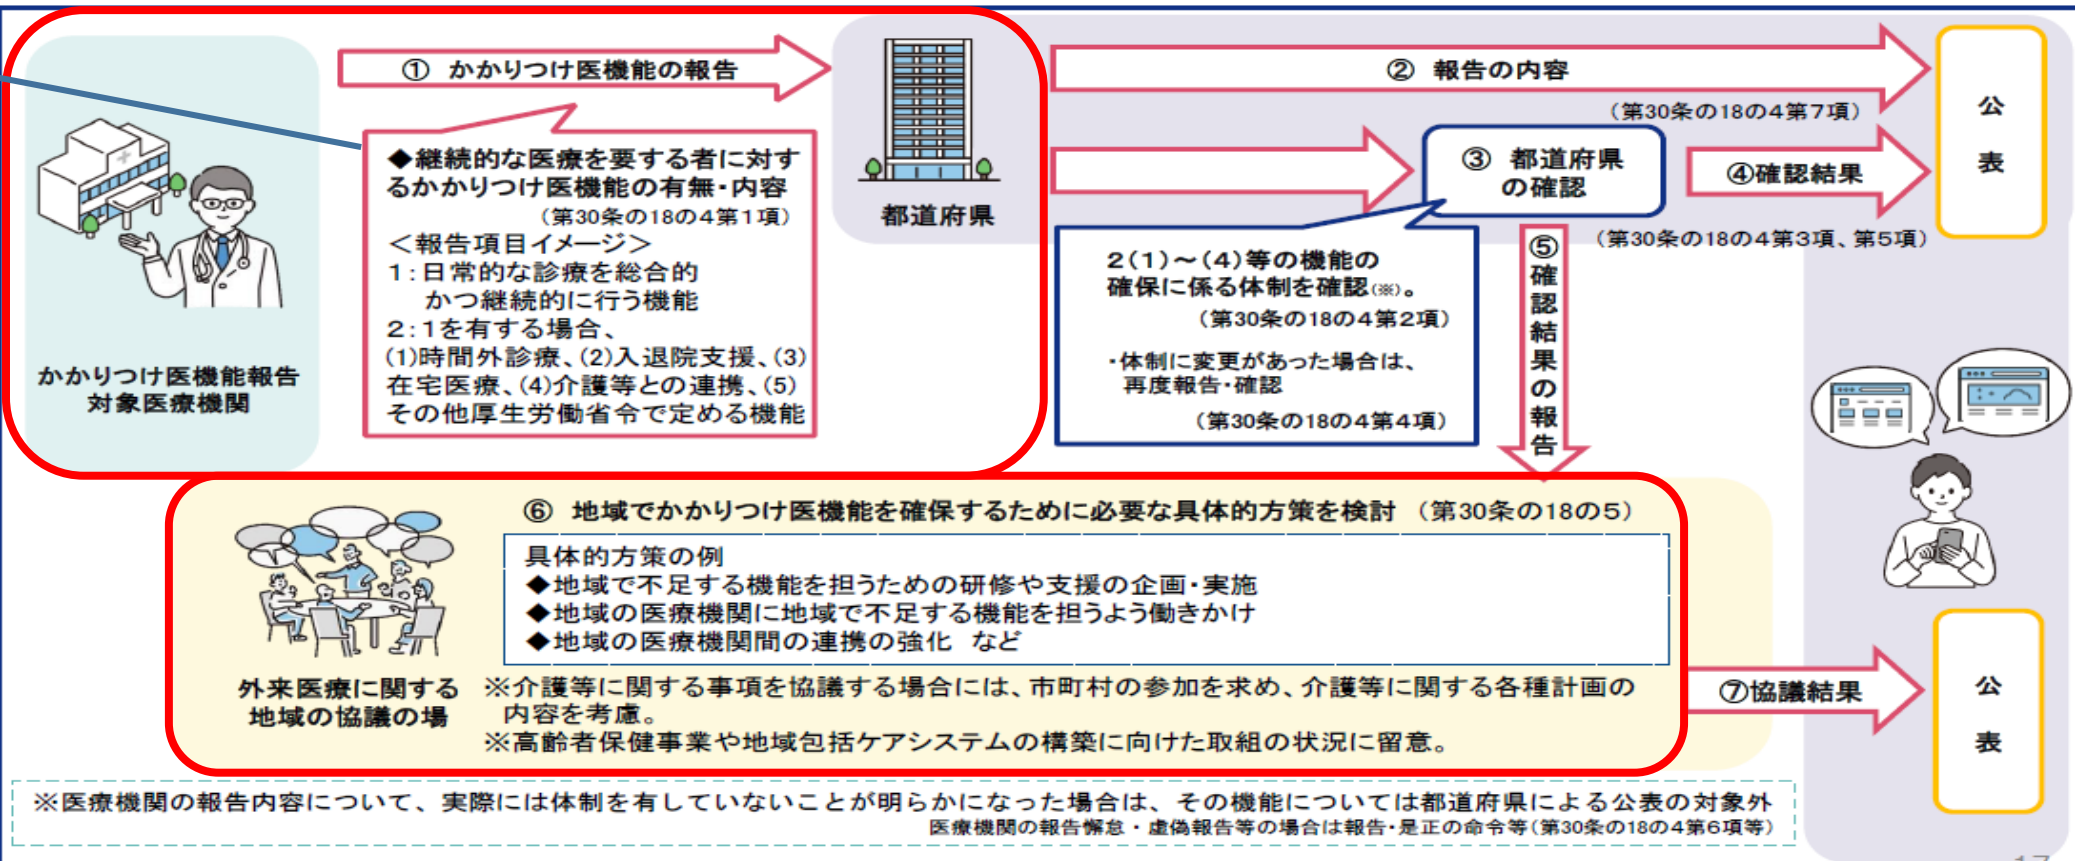 ① かかりつけ医機能の報告
② 報告の内容
(第30条の18の4第7項)
◆継続的な医療を要する者に対す
るかかりつけ医機能の有無・内容
(第30条の18の4第1項)
＜報告項目イメージ＞
1:日常的な診療を総合的
かつ継続的に行う機能
2:1を有する場合、
(1)時間外診療、(2)入退院支援、(3)
在宅医療、(4)介護等との連携、(5)
その他厚生労働省令で定める機能
かかりつけ医機能報告
対象医療機関
都道府県
③ 都道府県
の確認
④確認結果
(第30条の18の4第3項、第5項)
公
表
2(1)～(4)等の機能の
確保に係る体制を確認(※)。
(第30条の18の4第2項)
・体制に変更があった場合は、
再度報告・確認
(第30条の18の4第4項)
⑤確認結果の報告
⑥ 地域でかかりつけ医機能を確保するために必要な具体的方策を検討 (第30条の18の5)
具体的方策の例
◆地域で不足する機能を担うための研修や支援の企画・実施
◆地域の医療機関に地域で不足する機能を担うよう働きかけ
◆地域の医療機関間の連携の強化 など
外来医療に関する
地域の協議の場
※介護等に関する事項を協議する場合には、市町村の参加を求め、介護等に関する各種計画の
内容を考慮。
※高齢者保健事業や地域包括ケアシステムの構築に向けた取組の状況に留意。
⑦協議結果
公
表
※医療機関の報告内容について、実際には体制を有していないことが明らかになった場合は、その機能については都道府県による公表の対象外
医療機関の報告懈怠・虚偽報告等の場合は報告・是正の命令等(第30条の18の4第6項等)